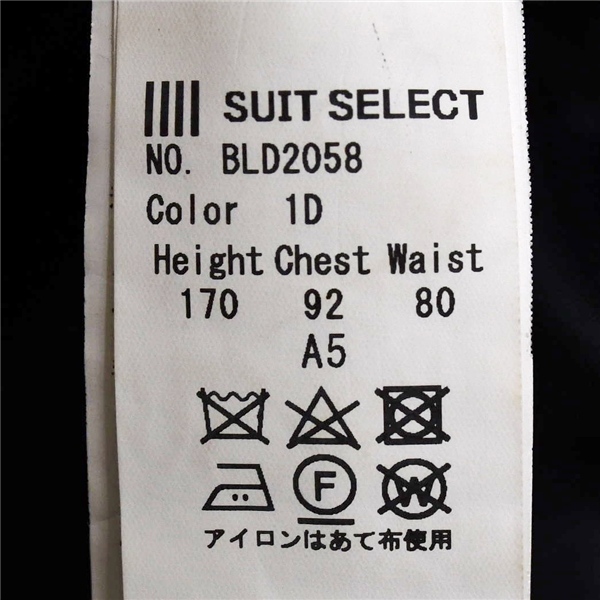 SUIT SELECT
NO. BLD2058
Color 1D
Height Chest Waist
170 92 80
A5
F W
アイロンはあて布使用